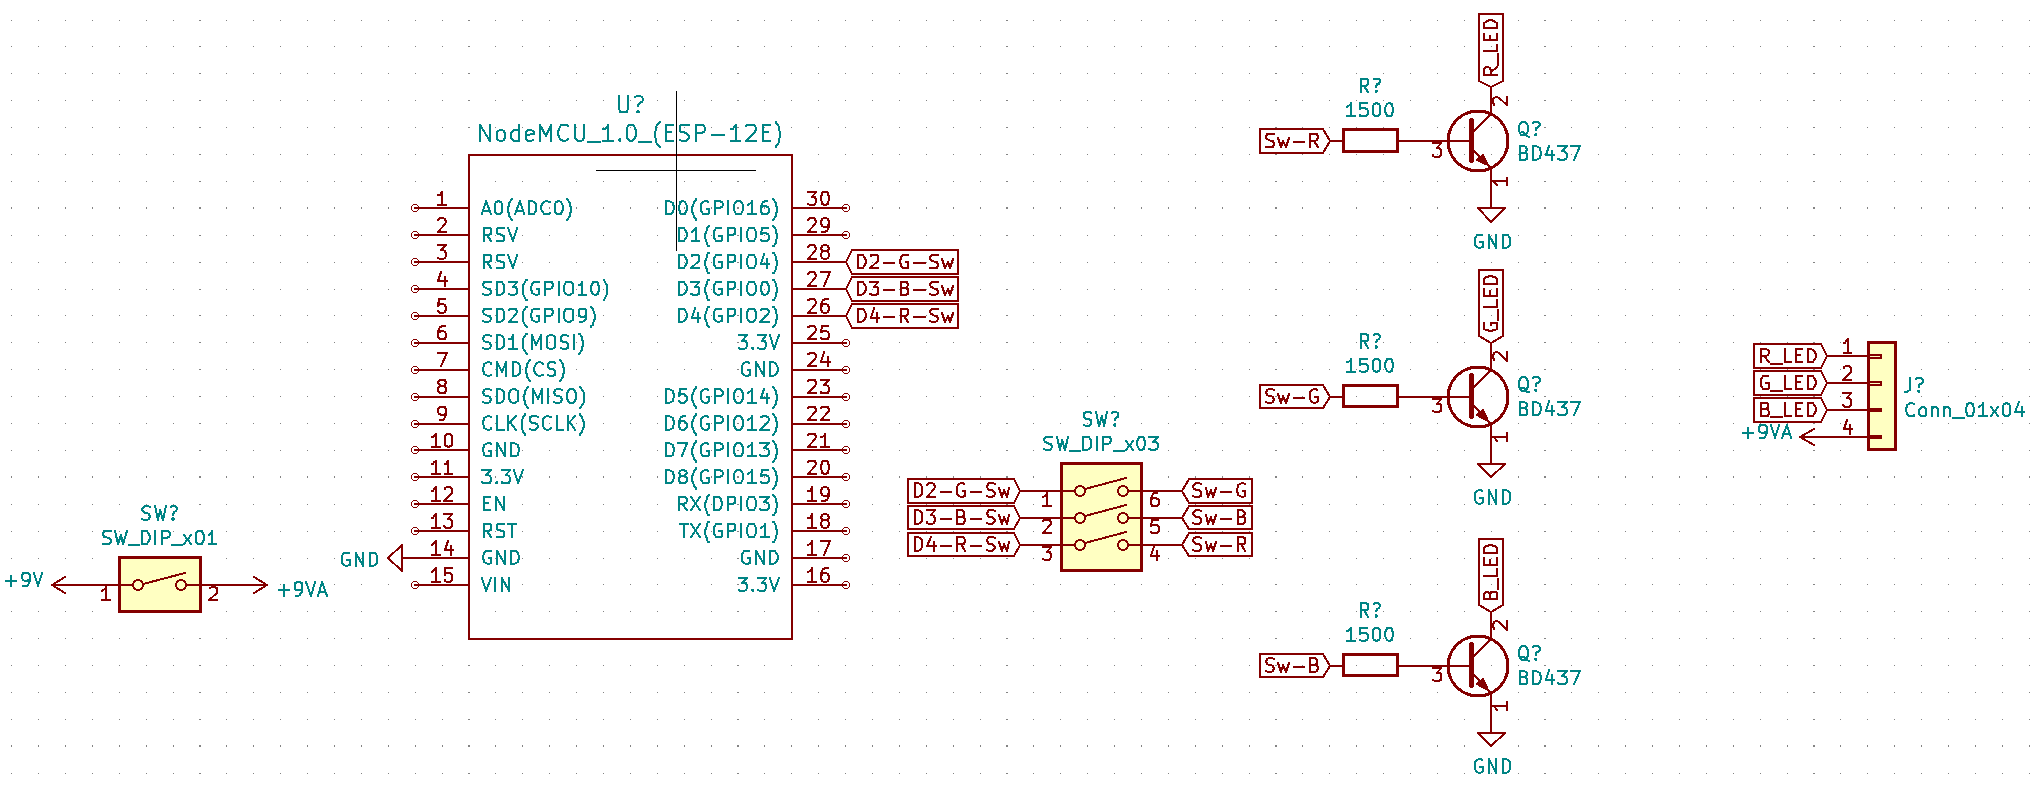 U?
NodeMCU_1.0_(ESP-12E)
1 A0(ADC0) D0(GPIO16) 30
2 RSV D1(GPIO5) 29
3 RSV D2(GPIO4) 28 D2-G-Sw
4 SD3(GPIO10) D3(GPIO0) 27 D3-B-Sw
5 SD2(GPIO9) D4(GPIO2) 26 D4-R-Sw
6 SD1(MOSI) 3.3V 25
7 CMD(CS) GND 24
8 SDO(MISO) D5(GPIO14) 23
9 CLK(SCLK) D6(GPIO12) 22
10 GND D7(GPIO13) 21
11 3.3V D8(GPIO15) 20
12 EN RX(DPIO3) 19
13 RST TX(GPIO1) 18
GND 14 GND GND 17
15 VIN 3.3V 16
SW?
SW_DIP_x01
+9V 1 2 +9VA
SW?
SW_DIP_x03
D2-G-Sw 1 6 Sw-G
D3-B-Sw 2 5 Sw-B
D4-R-Sw 3 4 Sw-R
R_LED
R?
1500
2
Q?
BD437
Sw-R 3
1
GND
G_LED
R?
1500
2
Q?
BD437
Sw-G 3
1
GND
B_LED
R?
1500
2
Q?
BD437
Sw-B 3
1
GND
R_LED 1
G_LED 2
B_LED 3
+9VA 4
J?
Conn_01x04